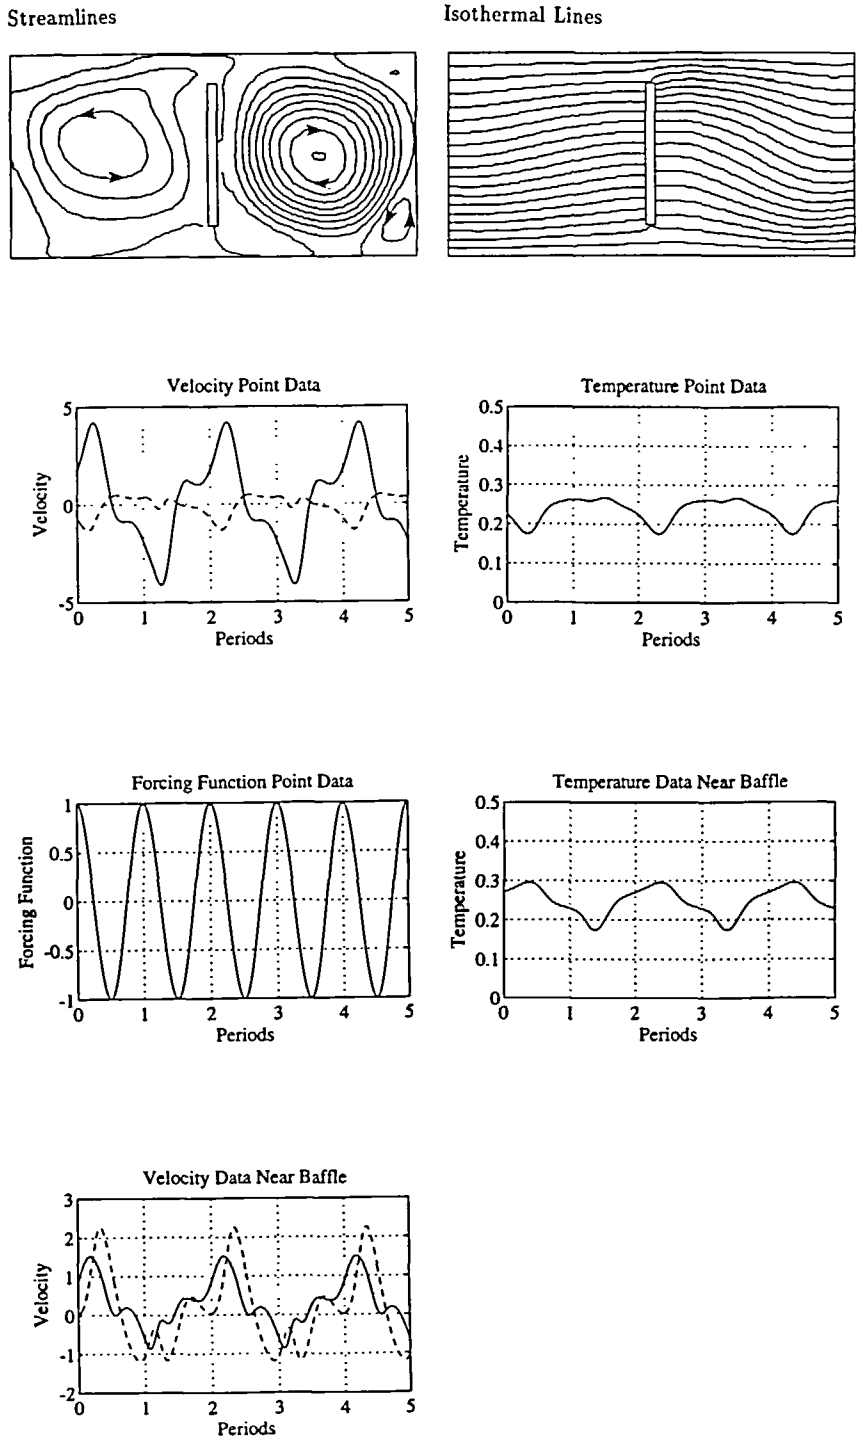 Streamlines
Isothermal Lines
Velocity Point Data
5
0
-5
Velocity
0 1 2 3 4 5
Periods
Temperature Point Data
0.5
0.4
0.3
0.2
0.1
0
Temperature
0 1 2 3 4 5
Periods
Forcing Function Point Data
1
0.5
0
-0.5
-1
Forcing Function
0 1 2 3 4 5
Periods
Temperature Data Near Baffle
0.5
0.4
0.3
0.2
0.1
0
Temperature
0 1 2 3 4 5
Periods
Velocity Data Near Baffle
3
2
1
0
-1
-2
Velocity
0 1 2 3 4 5
Periods